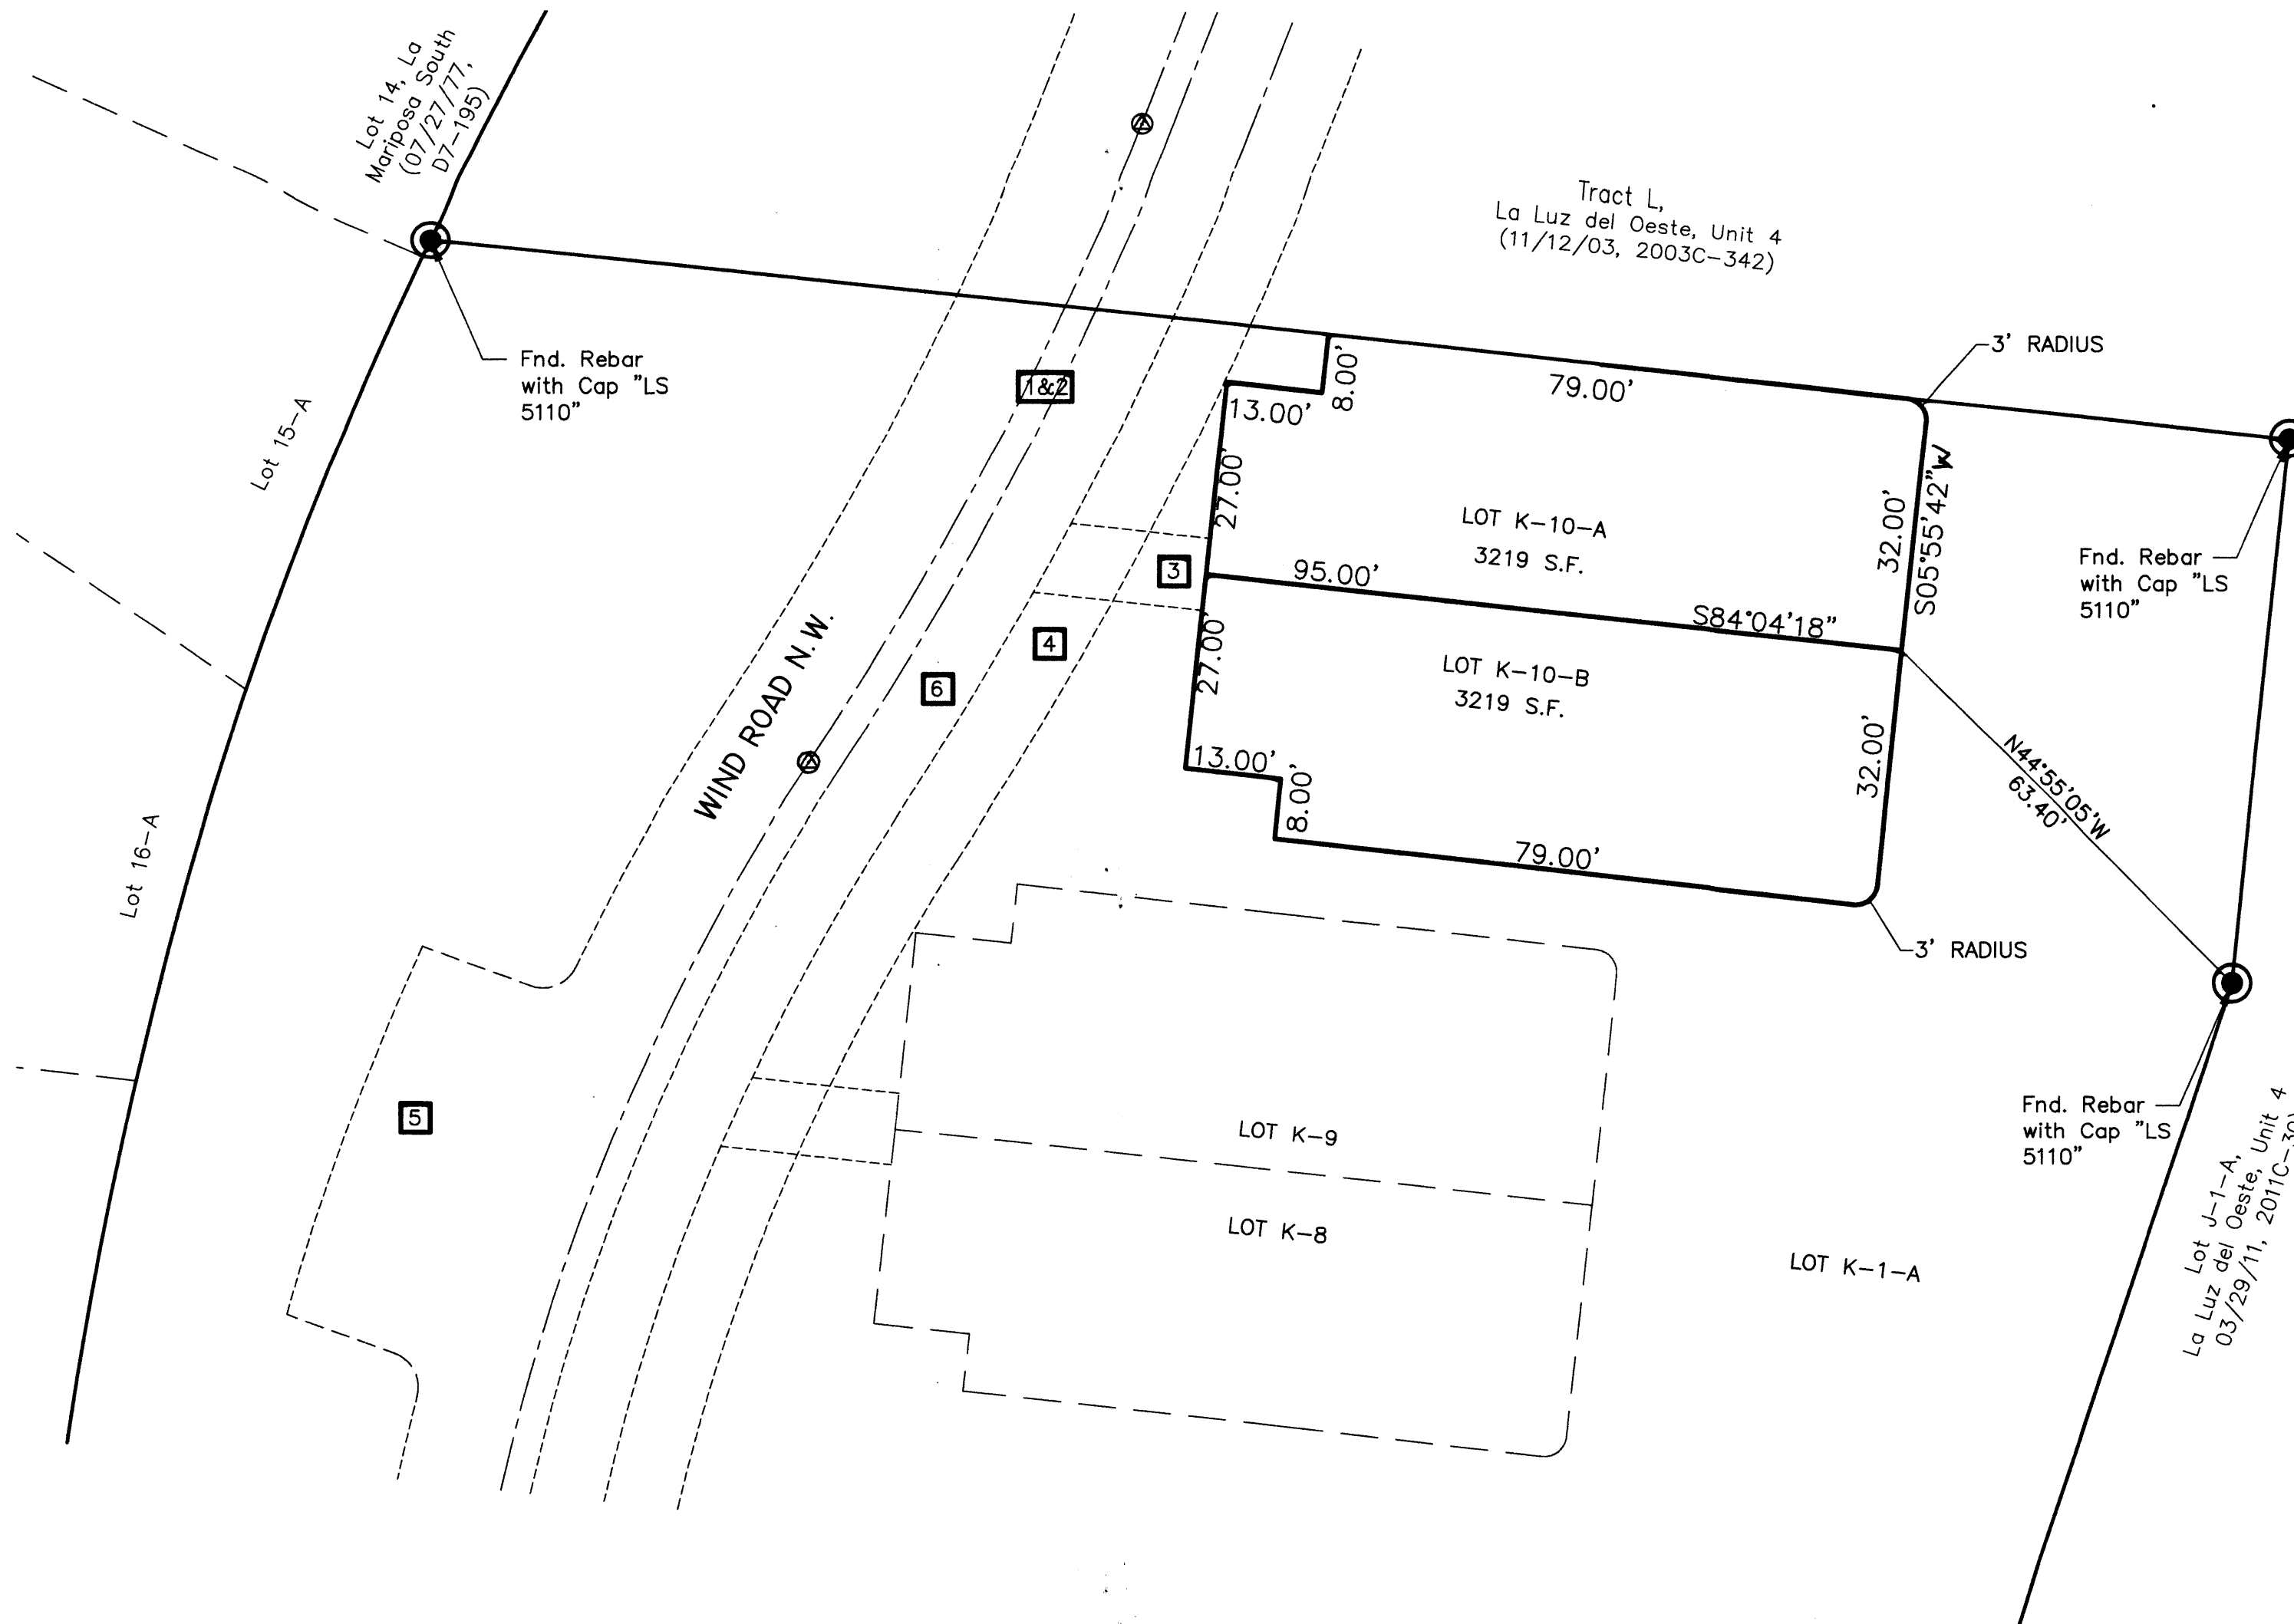 Lot 14, La
Mariposa South
(07/27/77,
D7-195)
Tract L,
La Luz del Oeste, Unit 4
(11/12/03, 2003C-342)
3' RADIUS
Fnd. Rebar
with Cap "LS
5110"
1&2
8.00'
13.00'
79.00'
Lot 15-A
27.00'
LOT K-10-A
3219 S.F.
32.00'
S05°55'42"W
Fnd. Rebar
with Cap "LS
5110"
3
95.00'
S84°04'18"
WIND ROAD N.W.
4
6
27.00'
LOT K-10-B
3219 S.F.
32.00'
N44°55'05'W
63.40'
13.00'
8.00'
79.00'
Lot 16-A
3' RADIUS
5
LOT K-9
LOT K-8
LOT K-1-A
Fnd. Rebar
with Cap "LS
5110"
Lot J-1-A,
La Luz del Oeste, Unit 4
03/29/11, 2011C-30)